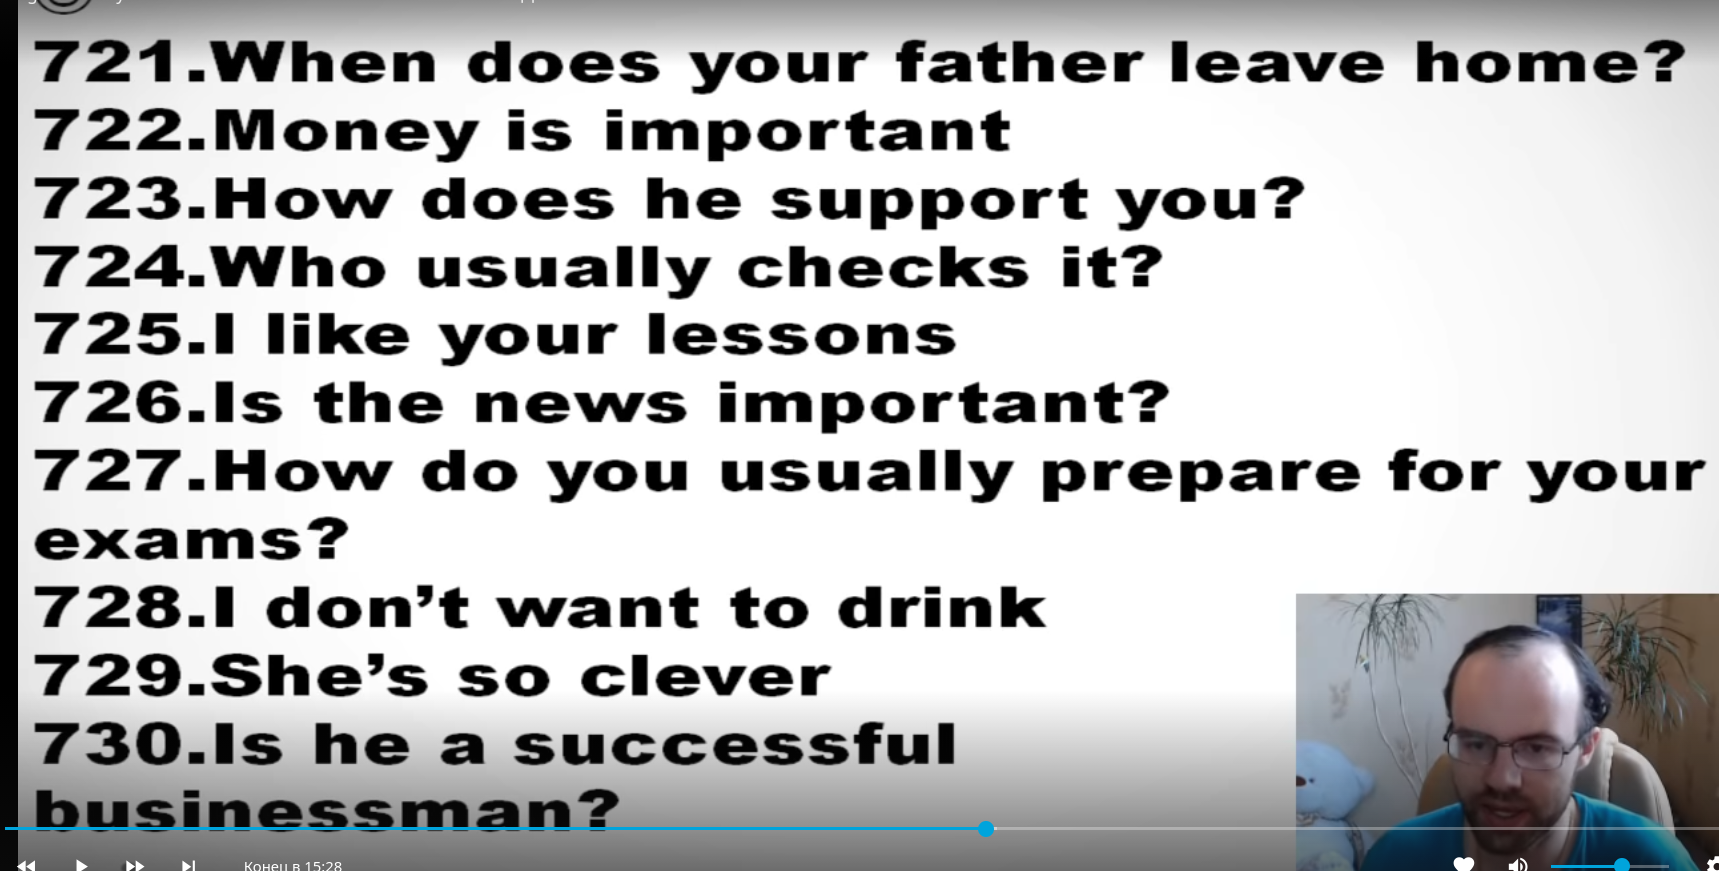 721.When does your father leave home?
722.Money is important
723.How does he support you?
724.Who usually checks it?
725.I like your lessons
726.Is the news important?
727.How do you usually prepare for your
exams?
728.I don’t want to drink
729.She’s so clever
730.Is he a successful
businessman?
Конец в 15:28